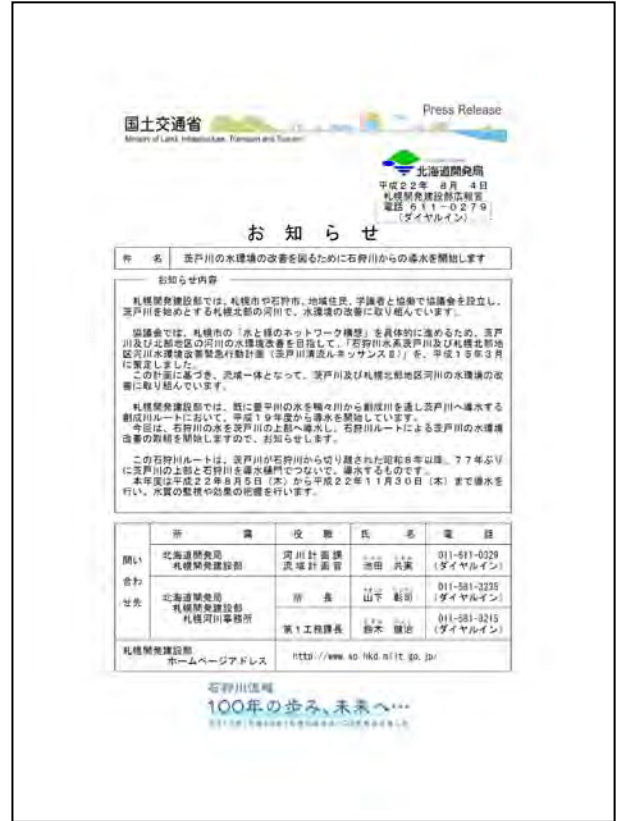 Press Release
国土交通省
Ministry of Land, Infrastructure, Transport and Tourism
北海道開発局
平成22年 8月 4日
札幌開発建設部広報官
電話 611-0279
(ダイヤルイン)
お知らせ
件 名 茨戸川の水環境の改善を図るために石狩川からの導水を開始します
お知らせ内容
札幌開発建設部では、札幌市や石狩市、地域住民、学識者と協働で協議会を設立し、
茨戸川を始めとする札幌北部の河川で、水環境の改善に取り組んでいます。
協議会では、札幌市の「水と緑のネットワーク構想」を具体的に進めるため、茨戸
川及び北部地区の河川の水環境改善を目指して、「石狩川水系茨戸川及び札幌北部地
区河川水環境改善緊急行動計画(茨戸川清流ルネッサンスⅡ)」を、平成15年3月
に策定しました。
この計画に基づき、流域一体となって、茨戸川及び札幌北部地区河川の水環境の改
善に取り組んでいます。
札幌開発建設部では、既に豊平川の水を鴨々川から創成川を通し茨戸川へ導水する
創成川ルートにおいて、平成19年度から導水を開始しています。
今回は、石狩川の水を茨戸川の上部へ導水し、石狩川ルートによる茨戸川の水環境
改善の取組を開始しますので、お知らせします。
この石狩川ルートは、茨戸川が石狩川から切り離された昭和8年以降、77年ぶり
に茨戸川の上部と石狩川を導水樋門でつないで、導水するものです。
本年度は平成22年8月5日(木)から平成22年11月30日(木)まで導水を
行い、水質の監視や効果の把握を行います。
問い
合わ
せ先
所 属 役 職 氏 名 電 話
北海道開発局
札幌開発建設部
河川計画課
流域計画官
池田 共実
011-611-0329
(ダイヤルイン)
北海道開発局
札幌開発建設部
札幌河川事務所
所 長
山下 彰司
011-581-3235
(ダイヤルイン)
第1工務課長
鈴木 健治
011-581-3215
(ダイヤルイン)
札幌開発建設部
ホームページアドレス
http://www.sp.hkd.mlit.go.jp/
石狩川流域
100年の歩み、未来へ…